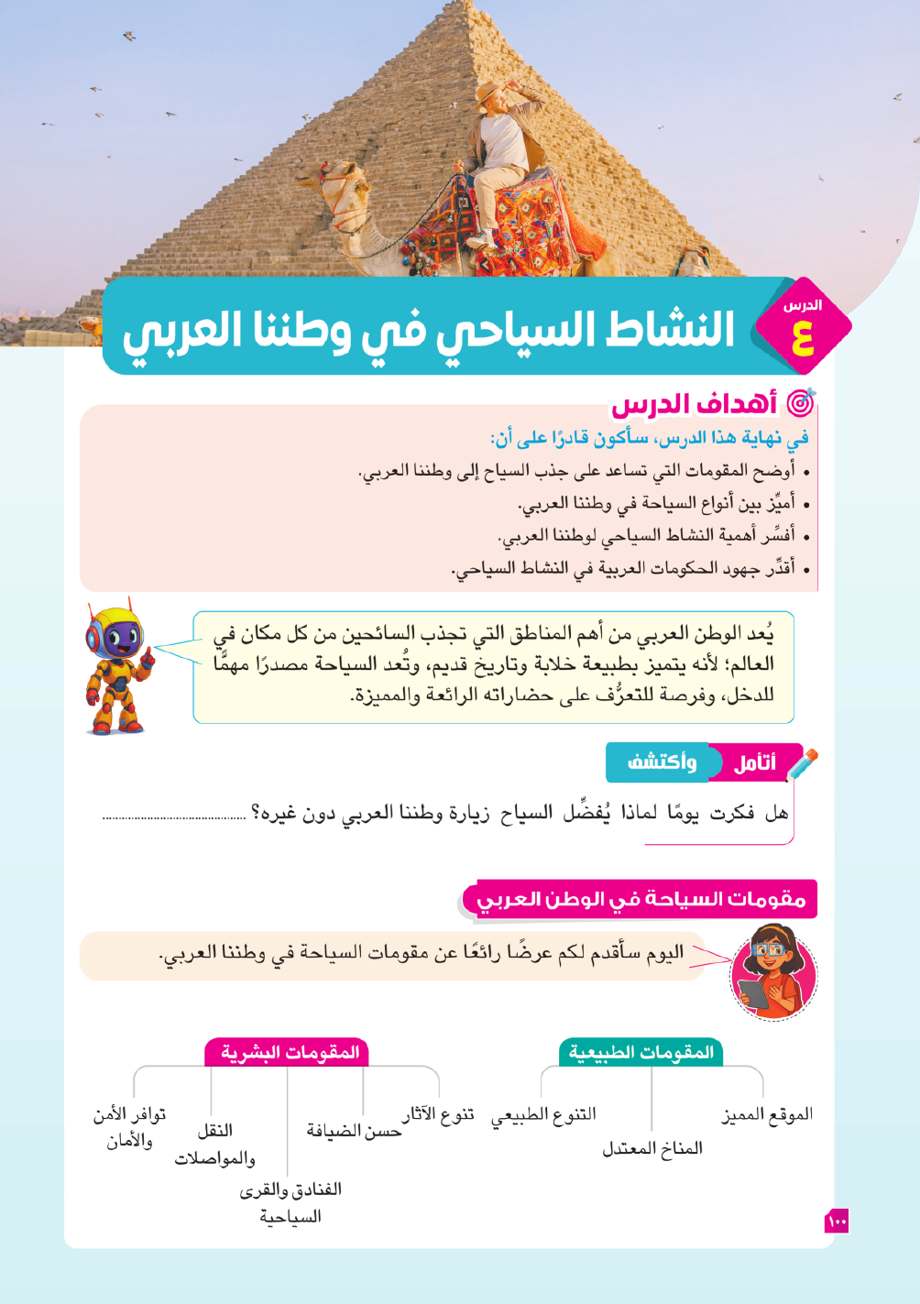 الدرس
٤
النشاط السياحي في وطننا العربي
أهداف الدرس
في نهاية هذا الدرس، سأكون قادرًا على أن:
• أوضح المقومات التي تساعد على جذب السياح إلى وطننا العربي.
• أميِّز بين أنواع السياحة في وطننا العربي.
• أفسِّر أهمية النشاط السياحي لوطننا العربي.
• أقدِّر جهود الحكومات العربية في النشاط السياحي.
يُعد الوطن العربي من أهم المناطق التي تجذب السائحين من كل مكان في
العالم؛ لأنه يتميز بطبيعة خلابة وتاريخ قديم، وتُعد السياحة مصدرًا مهمًّا
للدخل، وفرصة للتعرُّف على حضاراته الرائعة والمميزة.
أتأمل وأكتشف
هل فكرت يومًا لماذا يُفضِّل السياح زيارة وطننا العربي دون غيره؟ ............................................
مقومات السياحة في الوطن العربي
اليوم سأقدم لكم عرضًا رائعًا عن مقومات السياحة في وطننا العربي.
المقومات الطبيعية
الموقع المميز
المناخ المعتدل
التنوع الطبيعي
المقومات البشرية
تنوع الآثار
حسن الضيافة
الفنادق والقرى
السياحية
النقل
والمواصلات
توافر الأمن
والأمان
١٠٠